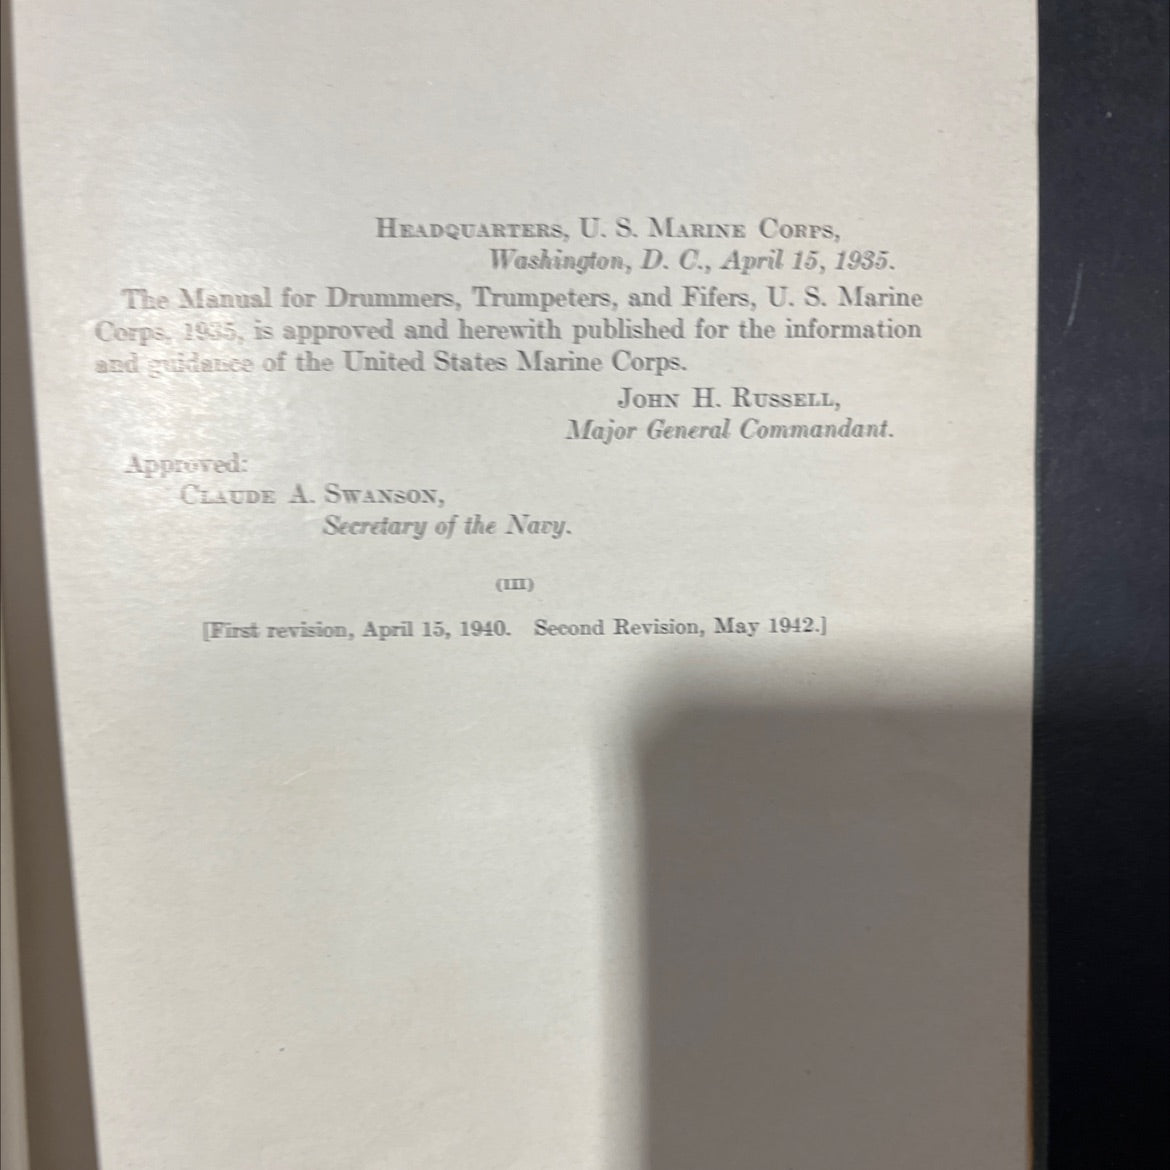 HEADQUARTERS, U. S. MARINE CORPS,
Washington, D. C., April 15, 1935.
The Manual for Drummers, Trumpeters, and Fifers, U. S. Marine
Corps, 1935, is approved and herewith published for the information
and guidance of the United States Marine Corps.
JOHN H. RUSSELL,
Major General Commandant.
Approved:
CLAUDE A. SWANSON,
Secretary of the Navy.
(III)
[First revision, April 15, 1940. Second Revision, May 1942.]